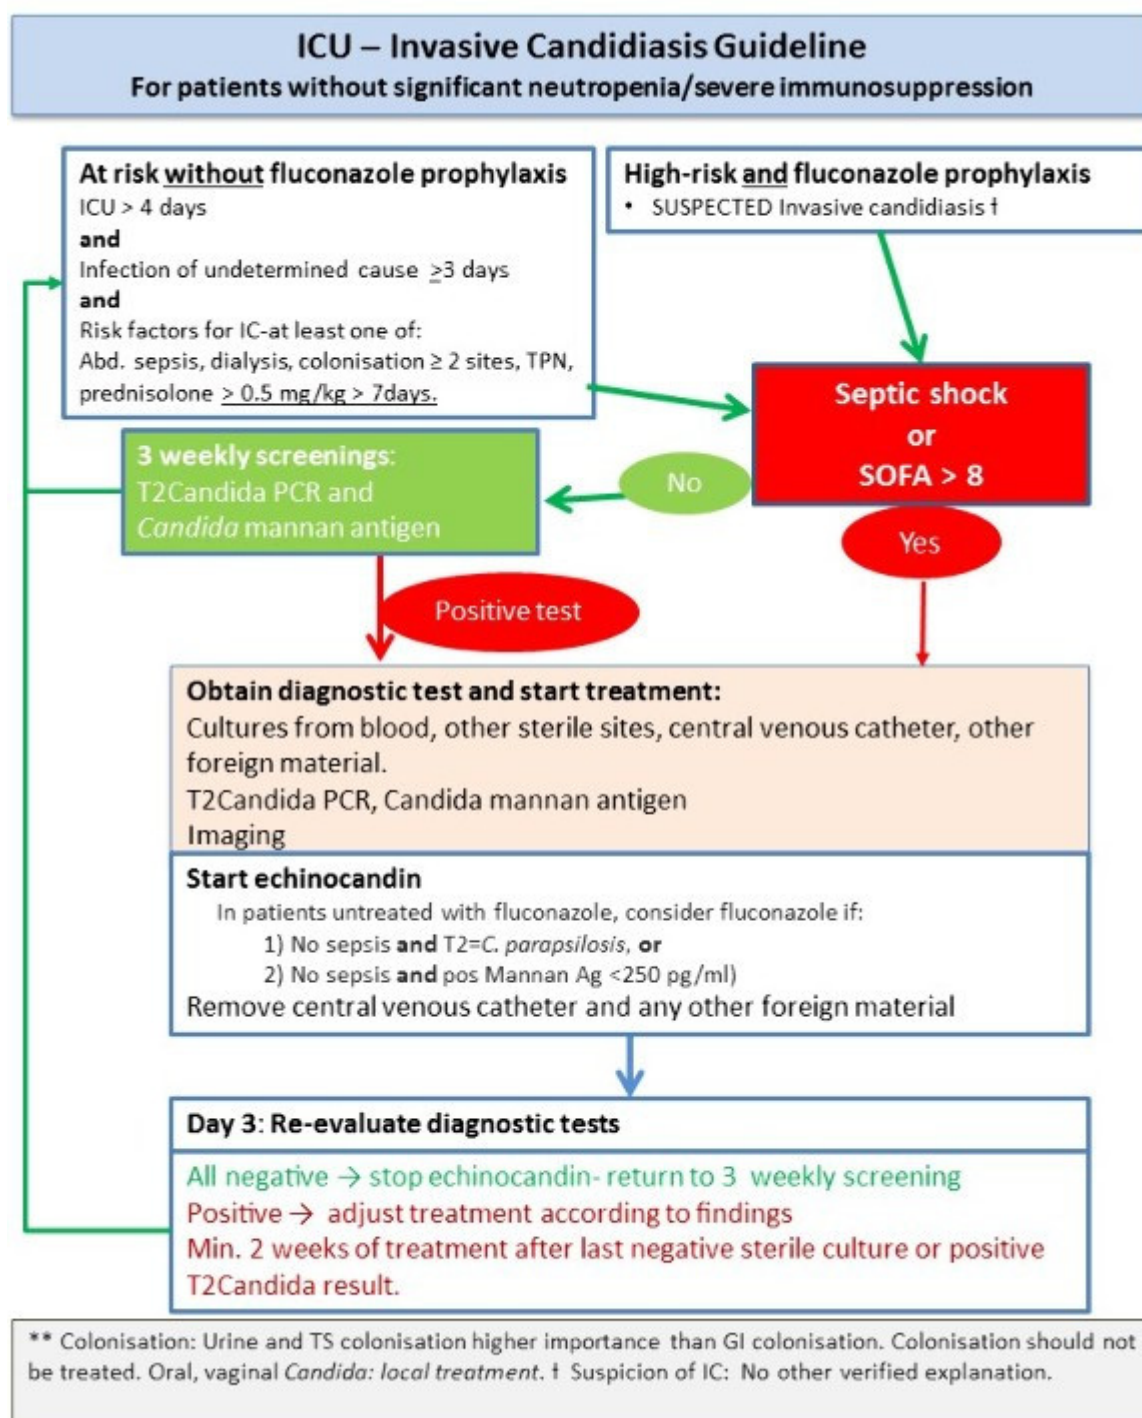 ICU – Invasive Candidiasis Guideline
For patients without significant neutropenia/severe immunosuppression
At risk without fluconazole prophylaxis
ICU > 4 days
and
Infection of undetermined cause ≥3 days
and
Risk factors for IC-at least one of:
Abd. sepsis, dialysis, colonisation ≥ 2 sites, TPN,
prednisolone > 0.5 mg/kg > 7days.
High-risk and fluconazole prophylaxis
• SUSPECTED Invasive candidiasis †
Septic shock
or
SOFA > 8
No
Yes
3 weekly screenings:
T2Candida PCR and
Candida mannan antigen
Positive test
Obtain diagnostic test and start treatment:
Cultures from blood, other sterile sites, central venous catheter, other
foreign material.
T2Candida PCR, Candida mannan antigen
Imaging
Start echinocandin
In patients untreated with fluconazole, consider fluconazole if:
1) No sepsis and T2=C. parapsilosis, or
2) No sepsis and pos Mannan Ag <250 pg/ml)
Remove central venous catheter and any other foreign material
Day 3: Re-evaluate diagnostic tests
All negative → stop echinocandin- return to 3 weekly screening
Positive → adjust treatment according to findings
Min. 2 weeks of treatment after last negative sterile culture or positive
T2Candida result.
** Colonisation: Urine and TS colonisation higher importance than GI colonisation. Colonisation should not
be treated. Oral, vaginal Candida: local treatment. † Suspicion of IC: No other verified explanation.